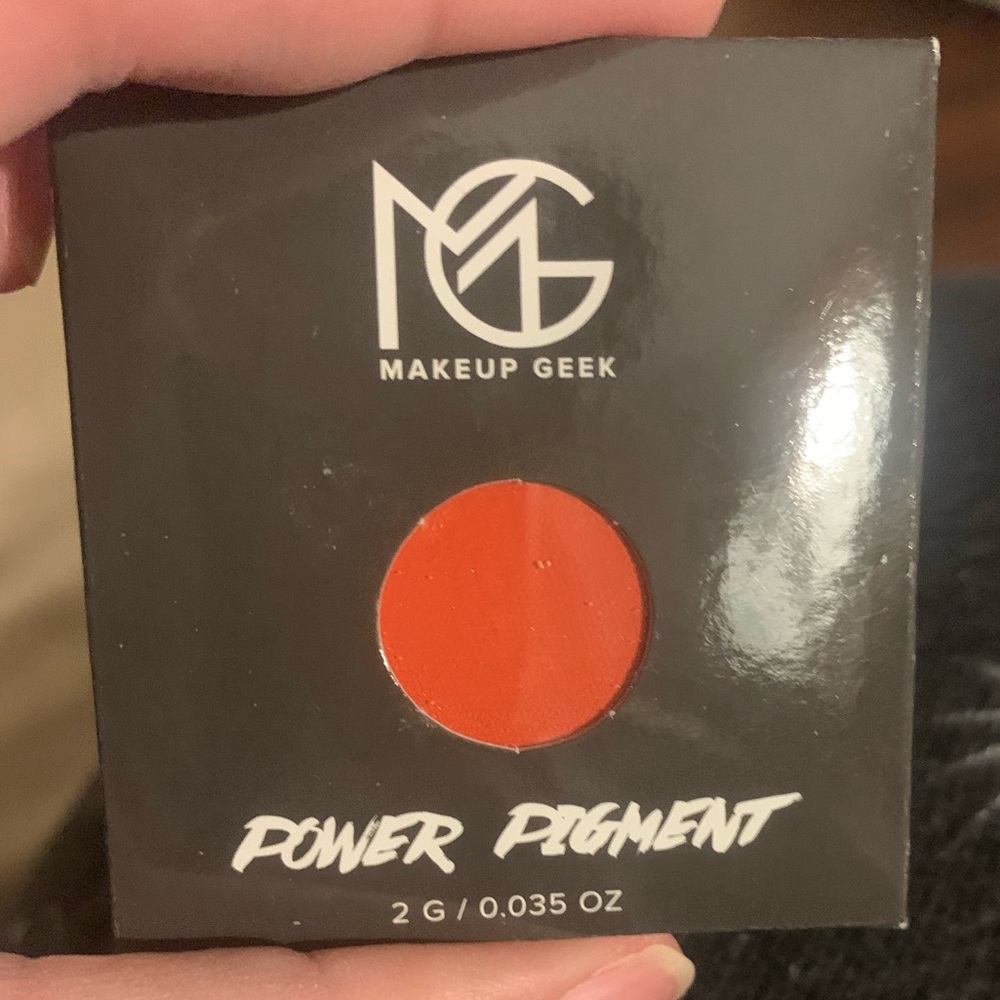 MG
MAKEUP GEEK
POWER PIGMENT
2 G / 0.035 OZ